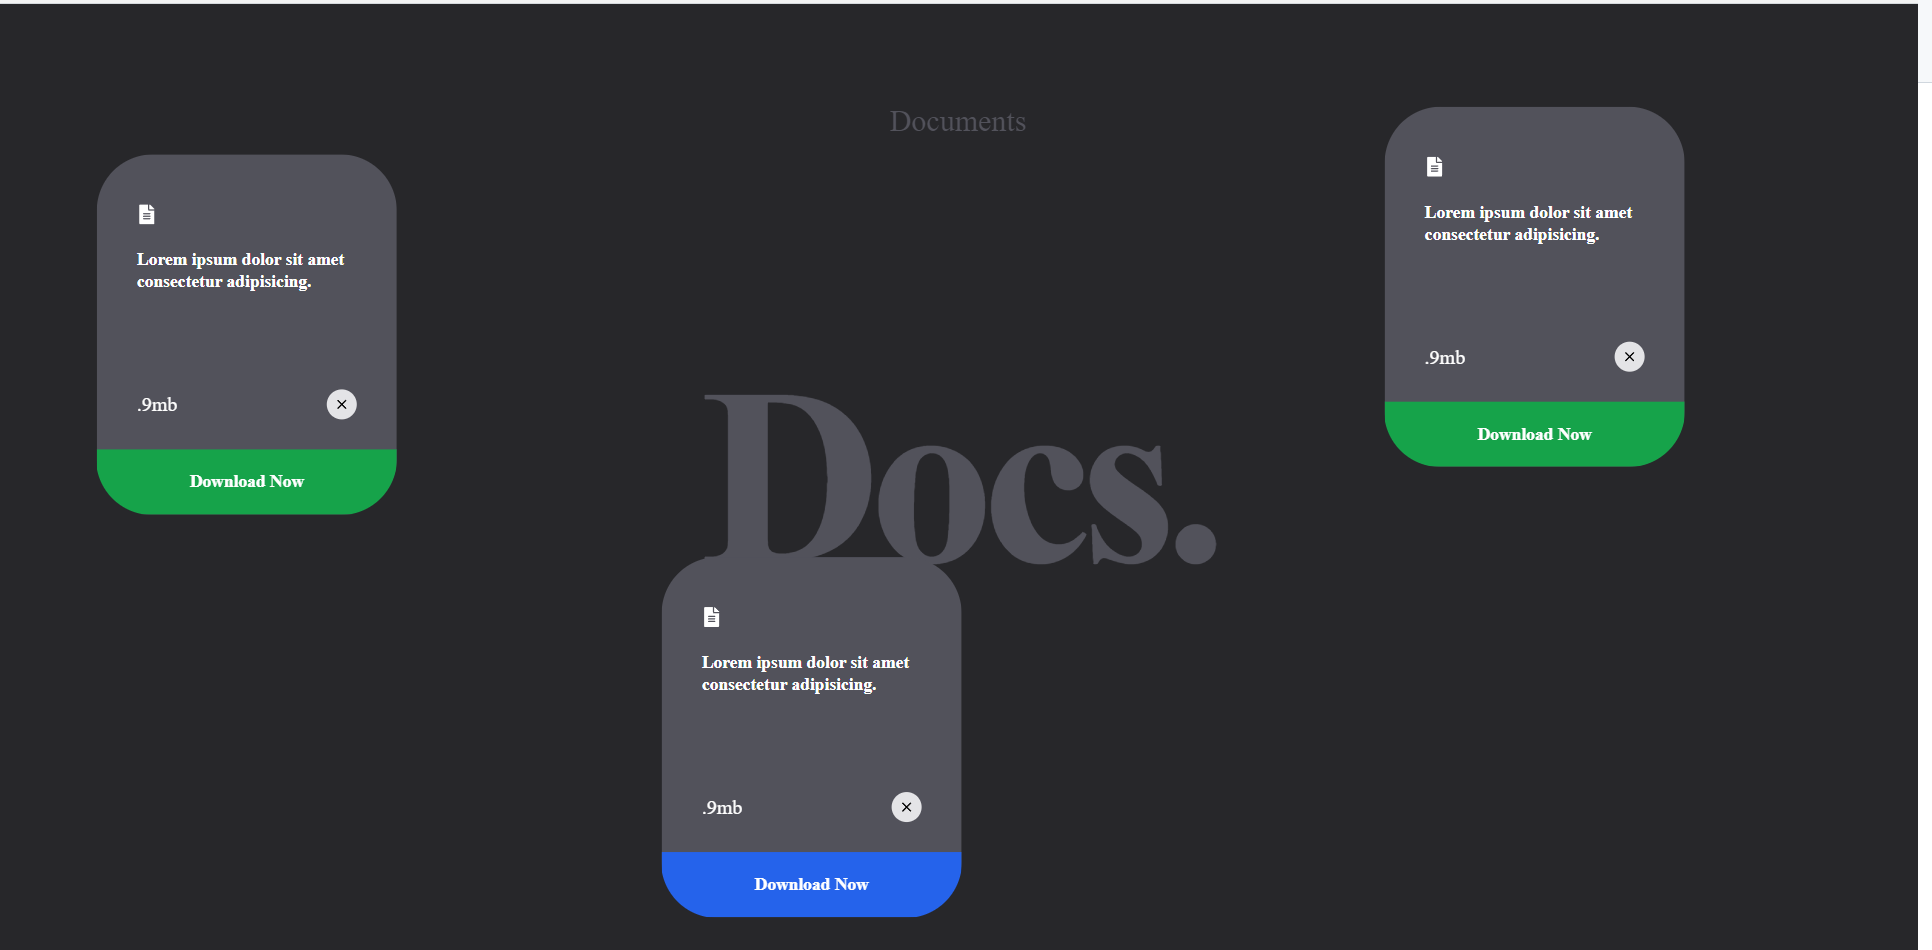 Documents
Lorem ipsum dolor sit amet
consectetur adipisicing.
.9mb
Download Now
Lorem ipsum dolor sit amet
consectetur adipisicing.
.9mb
Download Now
Docs.
Lorem ipsum dolor sit amet
consectetur adipisicing.
.9mb
Download Now